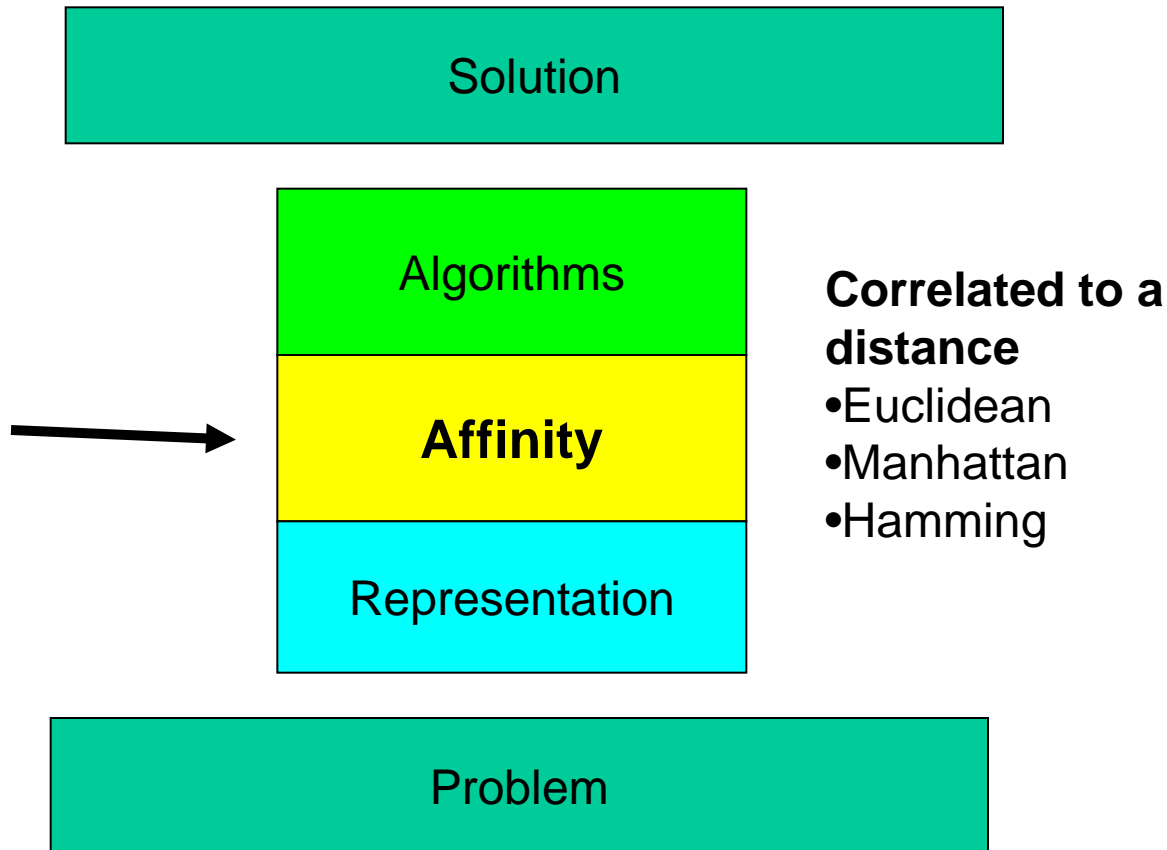 Solution
Algorithms
Affinity
Representation
Correlated to a
distance
•Euclidean
•Manhattan
•Hamming
Problem